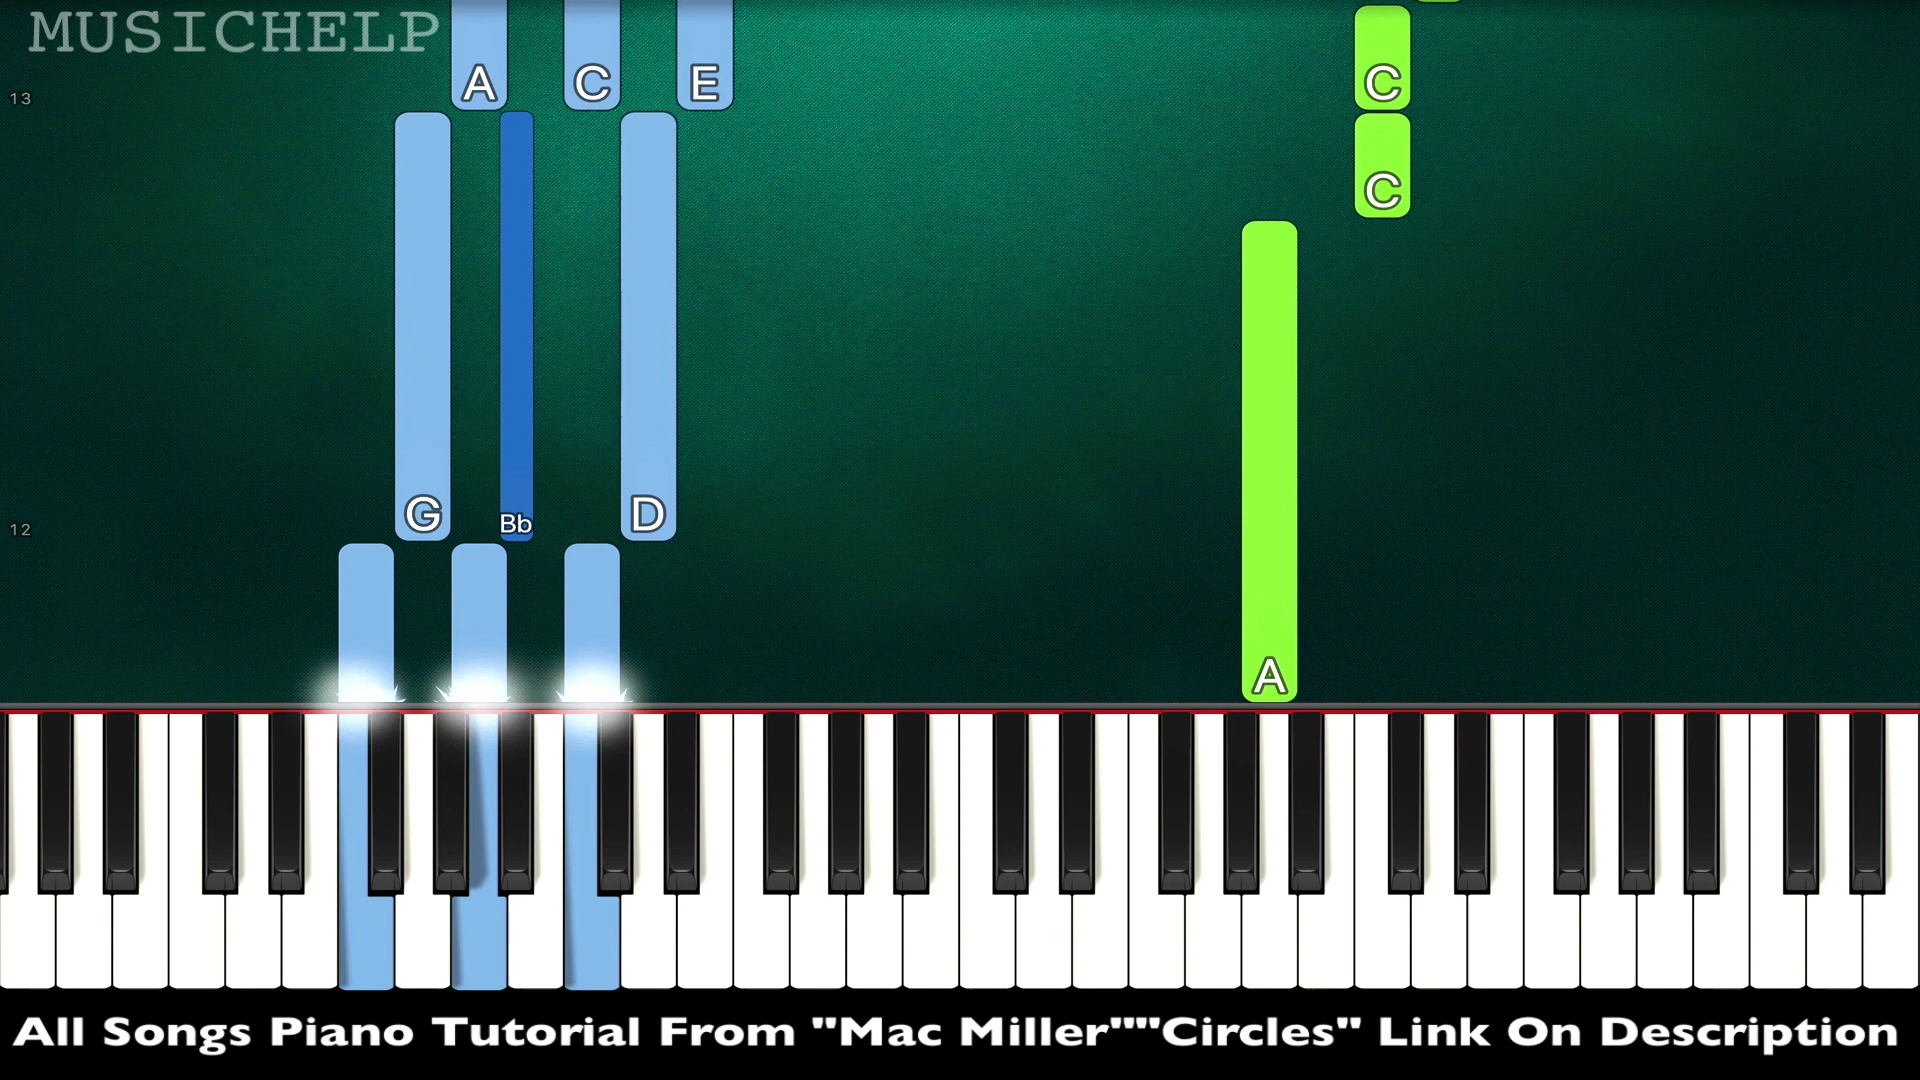 MUSICHELP
A C E C
13
C
G Bb D
12
A
All Songs Piano Tutorial From "Mac Miller""Circles" Link On Description